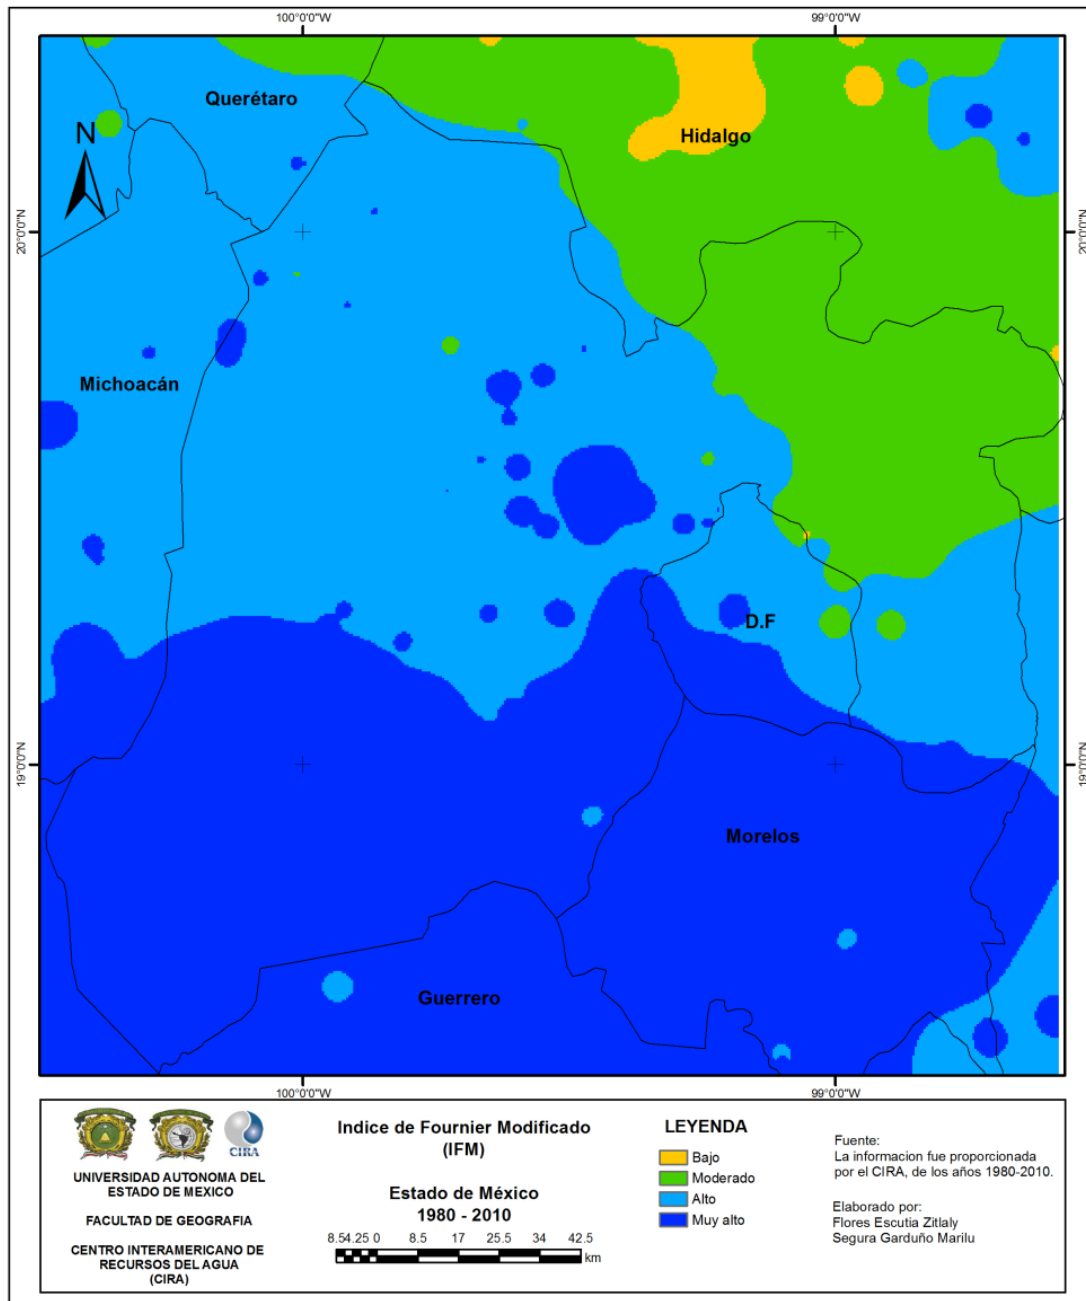 100°0'0"W
99°0'0"W
Querétaro
N
Hidalgo
20°0'0"N
20°0'0"N
Michoacán
D.F
19°0'0"N
19°0'0"N
Morelos
Guerrero
100°0'0"W
99°0'0"W
CIRA
UNIVERSIDAD AUTONOMA DEL
ESTADO DE MEXICO
FACULTAD DE GEOGRAFIA
CENTRO INTERAMERICANO DE
RECURSOS DEL AGUA
(CIRA)
Indice de Fournier Modificado
(IFM)
Estado de México
1980 - 2010
8.54.25 0 8.5 17 25.5 34 42.5
km
LEYENDA
Bajo
Moderado
Alto
Muy alto
Fuente:
La informacion fue proporcionada
por el CIRA, de los años 1980-2010.
Elaborado por:
Flores Escutia Zitlaly
Segura Garduño Marilu